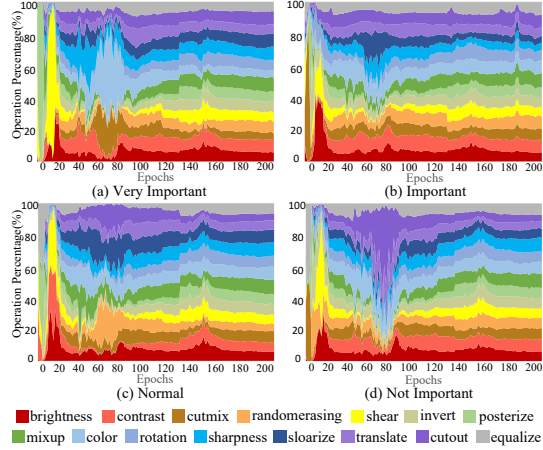 Operation Percentage(%)
100
80
60
40
20
0
0 20 40 60 80 100 120 140 160 180 200
Epochs
(a) Very Important
100
80
60
40
20
0
0 20 40 60 80 100 120 140 160 180 200
Epochs
(b) Important
Operation Percentage(%)
100
80
60
40
20
0
0 20 40 60 80 100 120 140 160 180 200
Epochs
(c) Normal
100
80
60
40
20
0
0 20 40 60 80 100 120 140 160 180 200
Epochs
(d) Not Important
brightness contrast cutmix randomerasing shear invert posterize
mixup color rotation sharpness sloarize translate cutout equalize